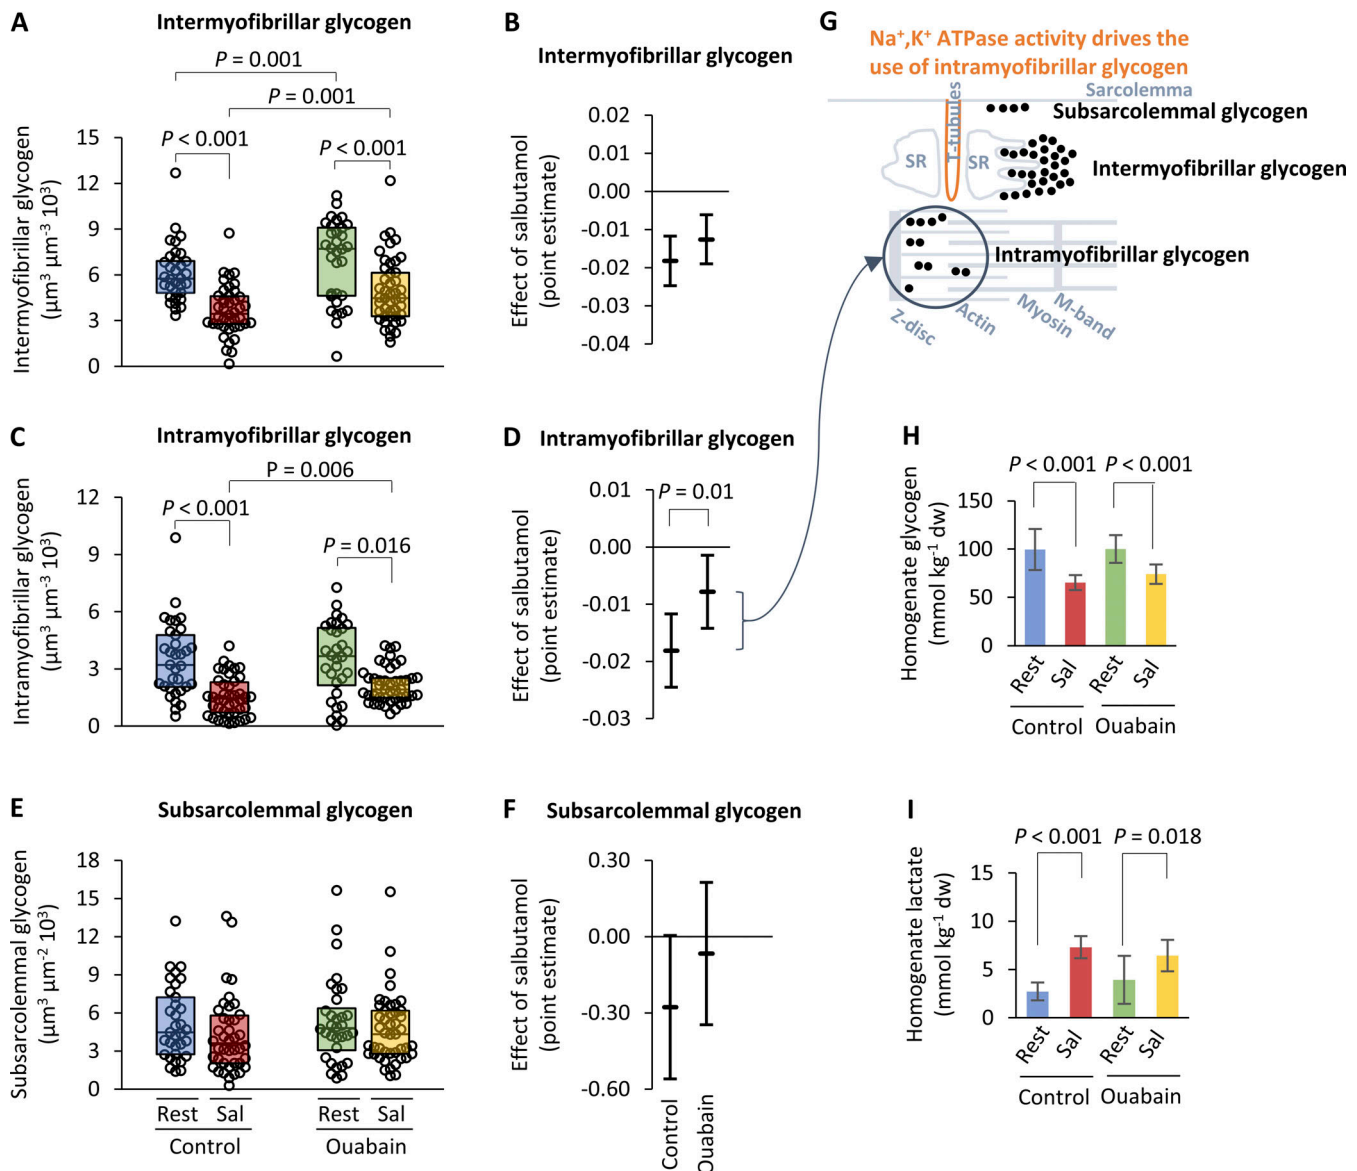 A
Intermyofibrillar glycogen
P = 0.001
P = 0.001
P < 0.001
P < 0.001
Intermyofibrillar glycogen
(µm³ µm⁻³ 10³)
15
12
9
6
3
0
B
Intermyofibrillar glycogen
Effect of salbutamol
(point estimate)
0.02
0.01
0.00
-0.01
-0.02
-0.03
-0.04
G
Na⁺,K⁺ ATPase activity drives the
use of intramyofibrillar glycogen
Sarcolemma
Subsarcolemmal glycogen
T-tubules
SR
SR
Intermyofibrillar glycogen
Intramyofibrillar glycogen
Z-disc
Actin
Myosin
M-band
C
Intramyofibrillar glycogen
P = 0.006
P < 0.001
P = 0.016
Intramyofibrillar glycogen
(µm³ µm⁻³ 10³)
12
9
6
3
0
D
Intramyofibrillar glycogen
P = 0.01
Effect of salbutamol
(point estimate)
0.01
0.00
-0.01
-0.02
-0.03
H
P < 0.001
P < 0.001
Homogenate glycogen
(mmol kg⁻¹ dw)
150
100
50
0
Rest
Sal
Rest
Sal
Control
Ouabain
E
Subsarcolemmal glycogen
Subsarcolemmal glycogen
(µm³ µm⁻² 10³)
18
15
12
9
6
3
0
Rest
Sal
Rest
Sal
Control
Ouabain
F
Subsarcolemmal glycogen
Effect of salbutamol
(point estimate)
0.30
0.00
-0.30
-0.60
Control
Ouabain
I
P < 0.001
P = 0.018
Homogenate lactate
(mmol kg⁻¹ dw)
15
10
5
0
Rest
Sal
Rest
Sal
Control
Ouabain